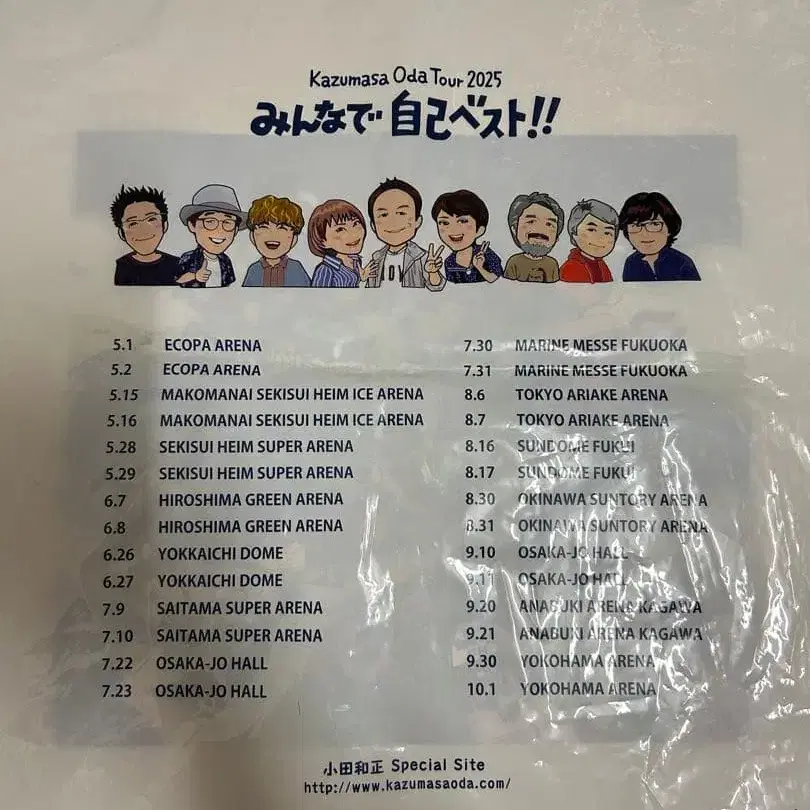 Kazumasa Oda Tour 2025
みんなで 自己ベスト!!
5.1 ECOPA ARENA
5.2 ECOPA ARENA
5.15 MAKOMANAI SEKISUI HEIM ICE ARENA
5.16 MAKOMANAI SEKISUI HEIM ICE ARENA
5.28 SEKISUI HEIM SUPER ARENA
5.29 SEKISUI HEIM SUPER ARENA
6.7 HIROSHIMA GREEN ARENA
6.8 HIROSHIMA GREEN ARENA
6.26 YOKKAICHI DOME
6.27 YOKKAICHI DOME
7.9 SAITAMA SUPER ARENA
7.10 SAITAMA SUPER ARENA
7.22 OSAKA-JO HALL
7.23 OSAKA-JO HALL
7.30 MARINE MESSE FUKUOKA
7.31 MARINE MESSE FUKUOKA
8.6 TOKYO ARIAKE ARENA
8.7 TOKYO ARIAKE ARENA
8.16 SUNDOME FUKUI
8.17 SUNDOME FUKUI
8.30 OKINAWA SUNTORY ARENA
8.31 OKINAWA SUNTORY ARENA
9.10 OSAKA-JO HALL
9.11 OSAKA-JO HALL
9.20 ANABUKI ARENA KAGAWA
9.21 ANABUKI ARENA KAGAWA
9.30 YOKOHAMA ARENA
10.1 YOKOHAMA ARENA
小田和正 Special Site
http://www.kazumasaoda.com/